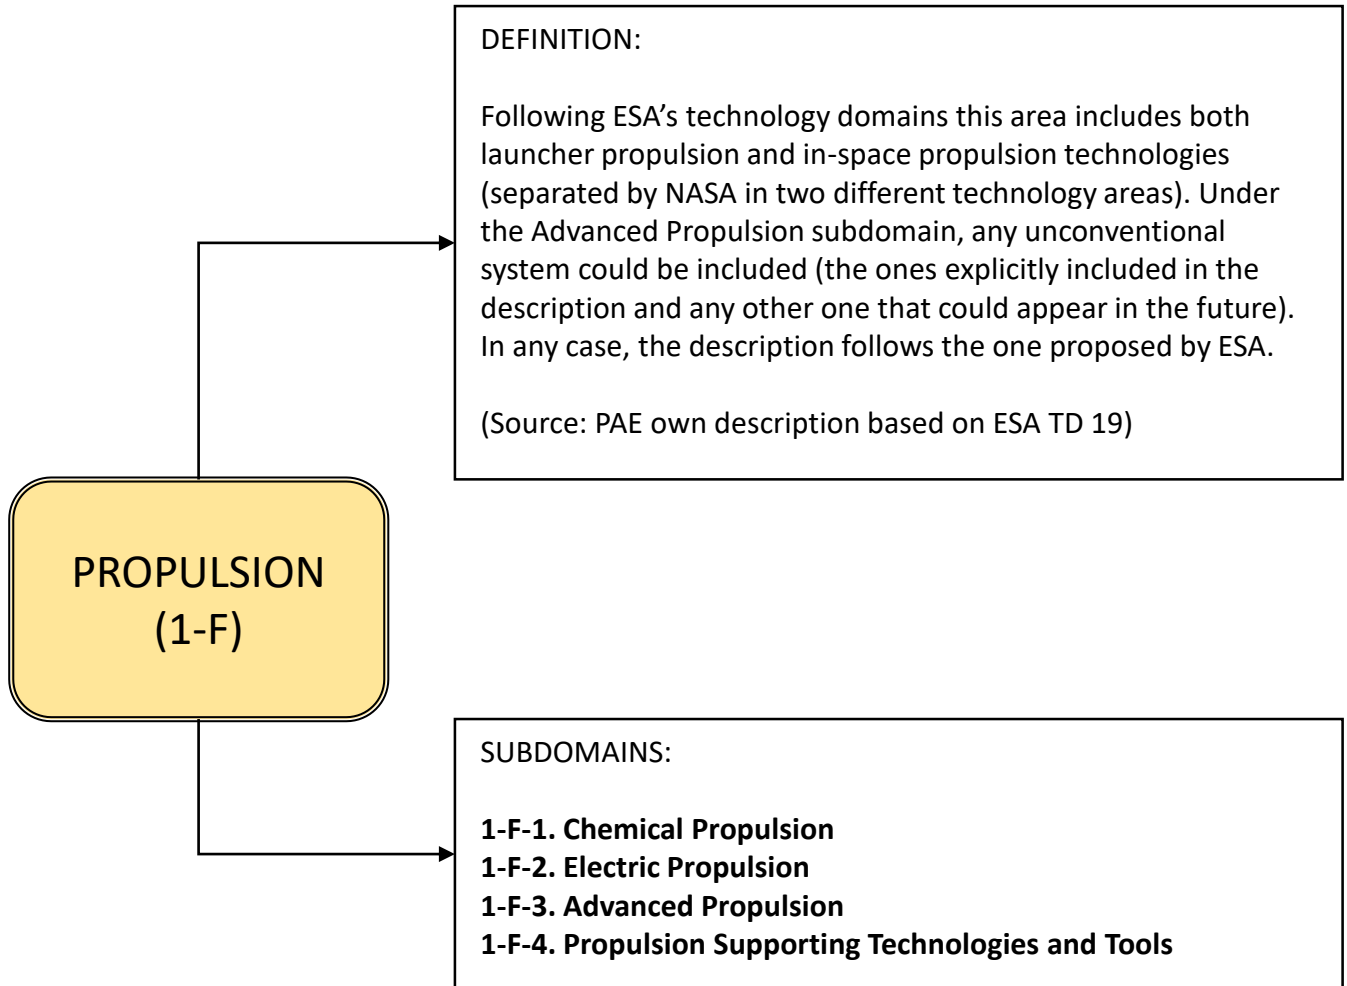 DEFINITION:
Following ESA’s technology domains this area includes both
launcher propulsion and in-space propulsion technologies
(separated by NASA in two different technology areas). Under
the Advanced Propulsion subdomain, any unconventional
system could be included (the ones explicitly included in the
description and any other one that could appear in the future).
In any case, the description follows the one proposed by ESA.
(Source: PAE own description based on ESA TD 19)
PROPULSION
(1-F)
SUBDOMAINS:
1-F-1. Chemical Propulsion
1-F-2. Electric Propulsion
1-F-3. Advanced Propulsion
1-F-4. Propulsion Supporting Technologies and Tools